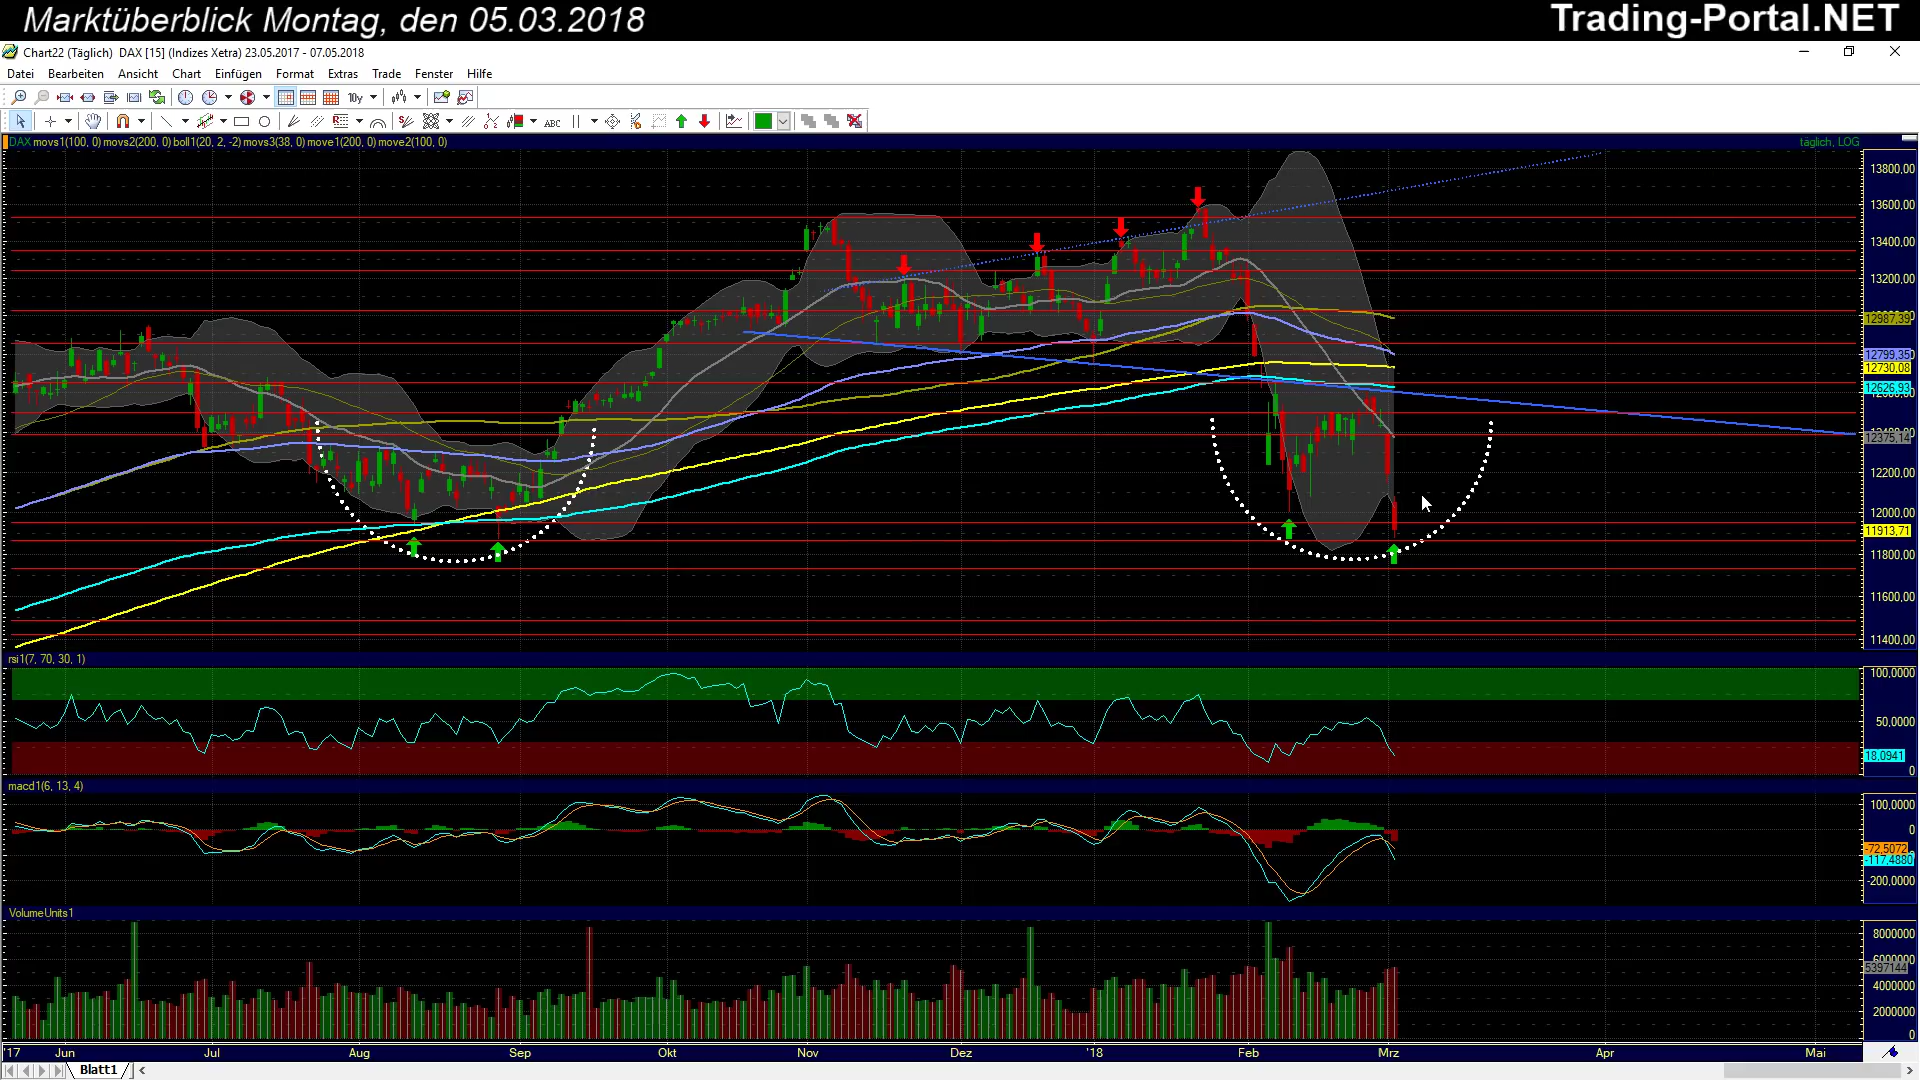 Marktüberblick Montag, den 05.03.2018
Trading-Portal.NET
Chart22 (Täglich) DAX [15] (Indizes Xetra) 23.05.2017 - 07.05.2018
Datei Bearbeiten Ansicht Chart Einfügen Format Extras Trade Fenster Hilfe
10y
ABC
DAX movs1(100, 0) movs2(200, 0) boll1(20, 2, -2) movs3(38, 0) move1(200, 0) move2(100, 0)
täglich, LOG
13800,00
13600,00
13400,00
13200,00
12987,39
12799,35
12730,08
12626,93
12375,14
12200,00
12000,00
11913,71
11800,00
11600,00
11400,00
rsi1(7, 70, 30, 1)
100,0000
50,0000
18,0941
0
macd1(6, 13, 4)
100,0000
0
-72,5072
-117,4880
-200,0000
VolumeUnits1
8000000
5397144
4000000
2000000
0
'17 Jun Jul Aug Sep Okt Nov Dez '18 Feb Mrz Apr Mai
Blatt1